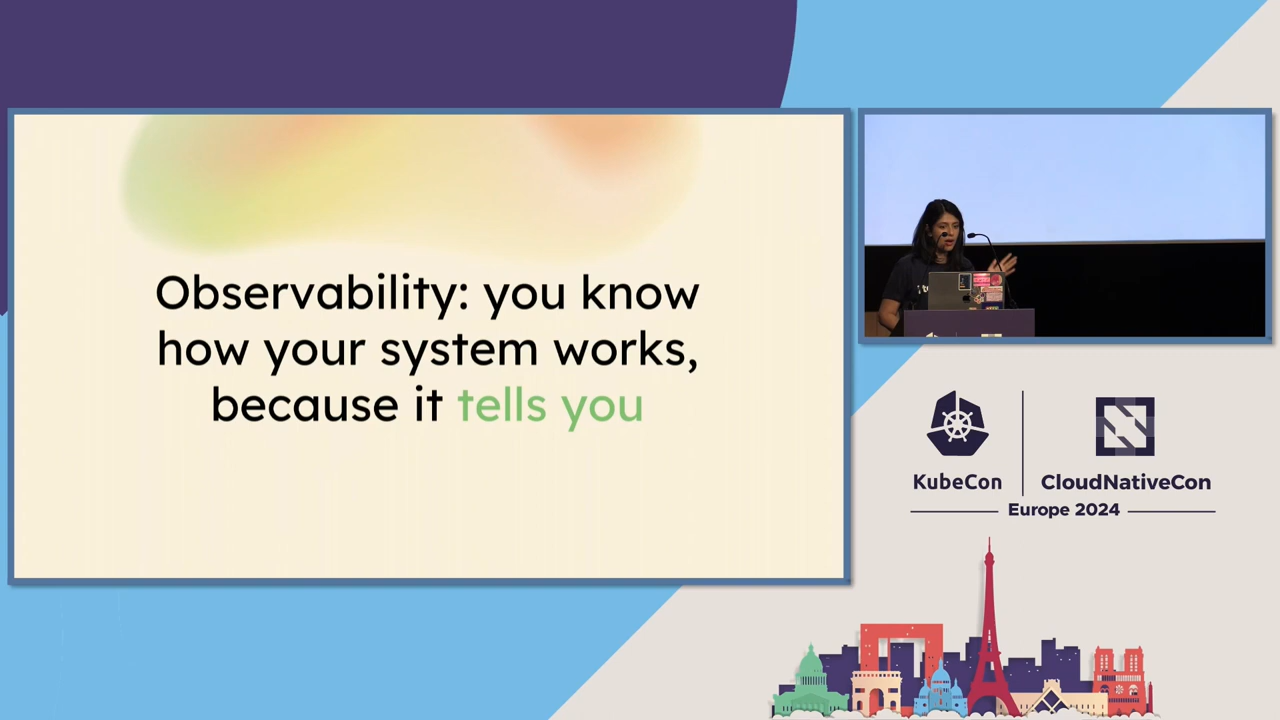 Observability: you know
how your system works,
because it tells you
KubeCon
CloudNativeCon
Europe 2024